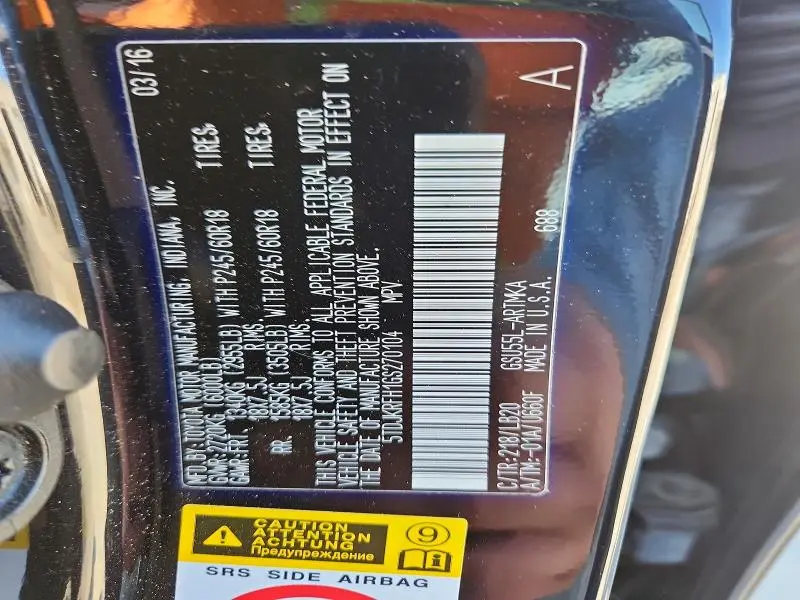 MFD.BY:TOYOTA MOTOR MANUFACTURING, INDIANA, INC. 03/16
GVWR:2720KG(6000LB)
GAWR:FRT. 1340KG (2955LB) WITH P245/60R18 TIRES,
18X7.5J RIMS
RR. 1585KG (3505LB) WITH P245/60R18 TIRES,
18X7.5J RIMS
THIS VEHICLE CONFORMS TO ALL APPLICABLE FEDERAL MOTOR
VEHICLE SAFETY AND THEFT PREVENTION STANDARDS IN EFFECT ON
THE DATE OF MANUFACTURE SHOWN ABOVE.
5TDJKRFH1GS270104 MPV
C/TR:218/LB20 GSU55L-ARTMKA 688 A
A/TM:-01A/U660F MADE IN U.S.A.
CAUTION
ATTENTION
ACHTUNG
Предупреждение
9
i
SRS SIDE AIRBAG